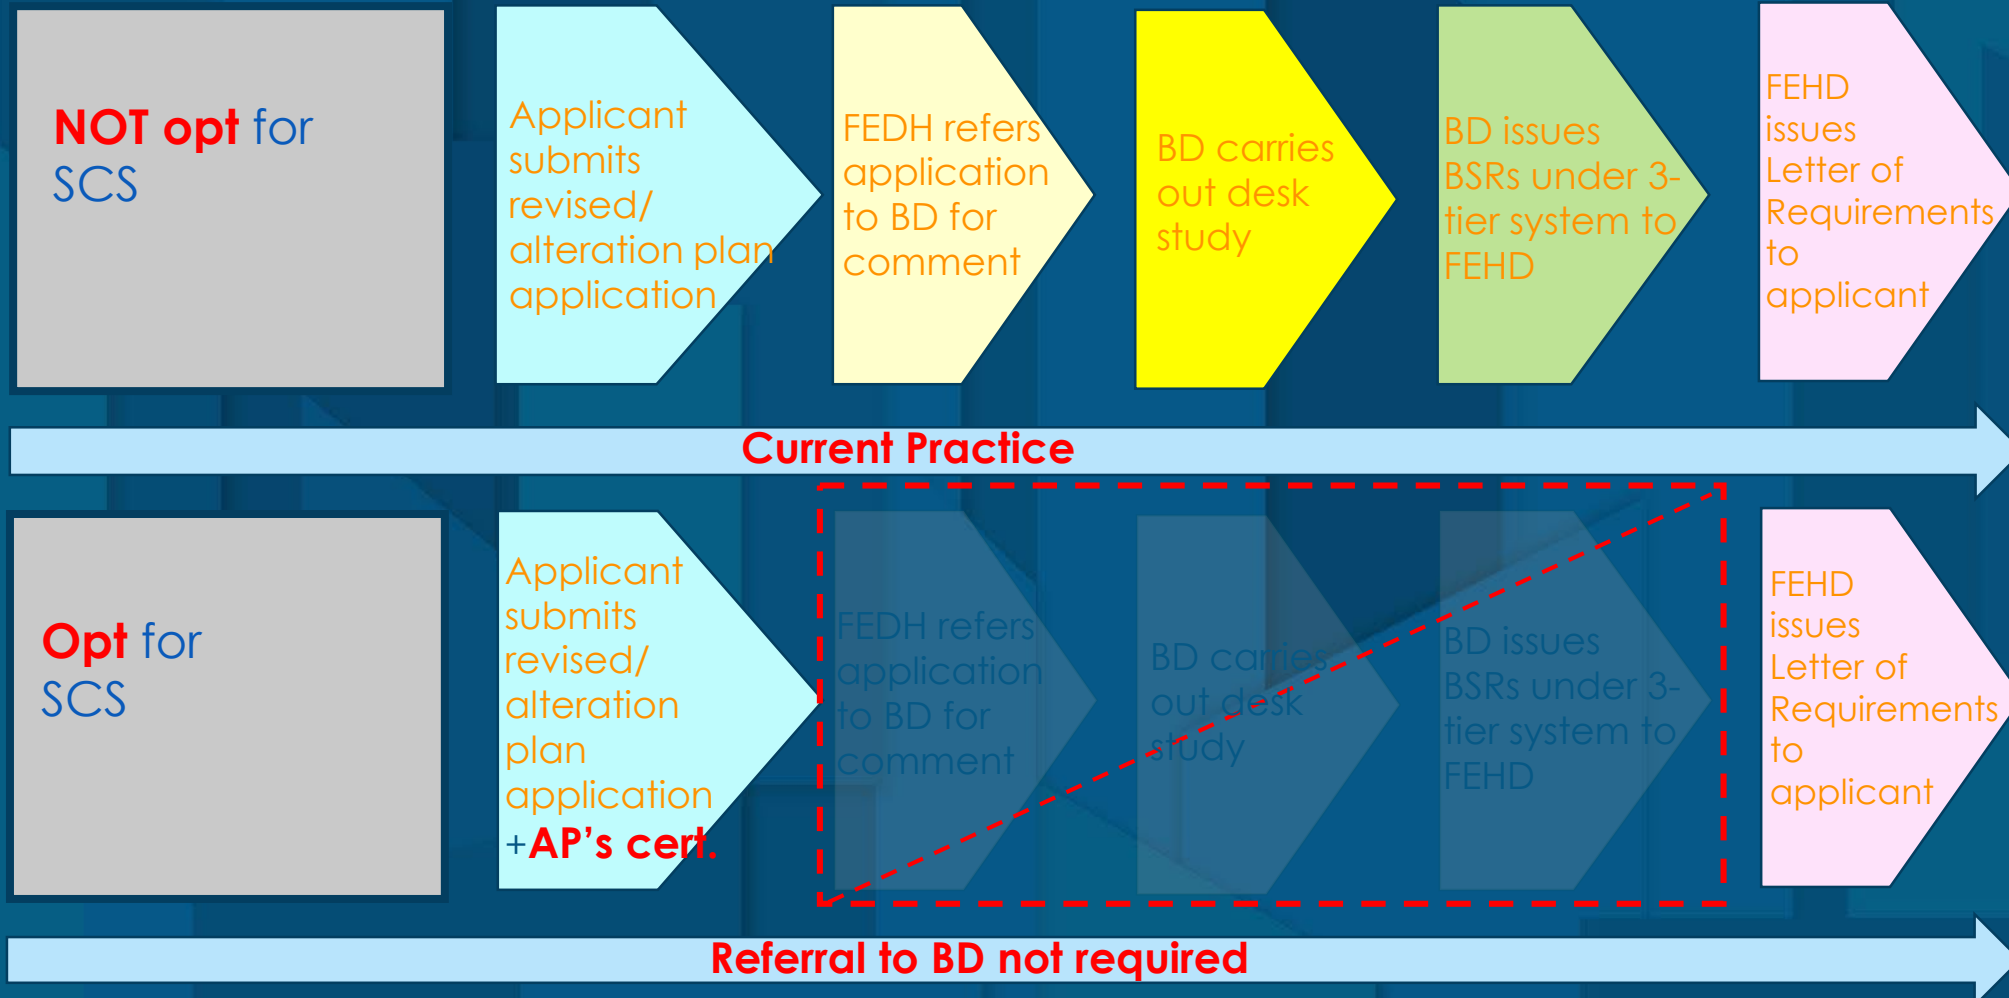 NOT opt for
SCS
Applicant
submits
revised/
alteration plan
application
FEDH refers
application
to BD for
comment
BD carries
out desk
study
BD issues
BSRs under 3-
tier system to
FEHD
FEHD
issues
Letter of
Requirements
to
applicant
Current Practice
Opt for
SCS
Applicant
submits
revised/
alteration
plan
application
+AP’s cert.
FEDH refers
application
to BD for
comment
BD carries
out desk
study
BD issues
BSRs under 3-
tier system to
FEHD
FEHD
issues
Letter of
Requirements
to
applicant
Referral to BD not required